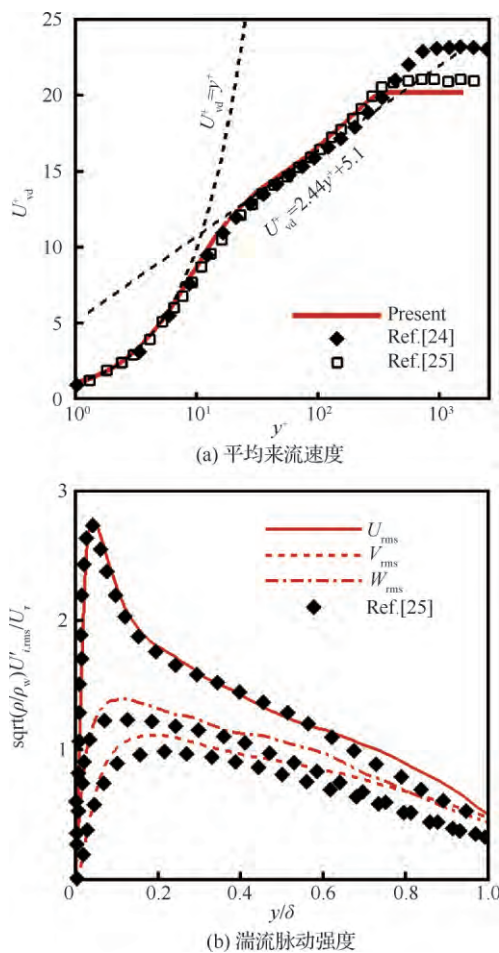 25
20
15
10
5
0
U⁺vd
10⁰
10¹
10²
10³
y⁺
U⁺vd=y⁺
U⁺vd=2.44y⁺+5.1
Present
Ref.[24]
Ref.[25]
(a) 平均来流速度
3
2
1
0
sqrt(ρ/ρw)U′i,rms/Uτ
0
0.2
0.4
0.6
0.8
1.0
y/δ
Urms
Vrms
Wrms
Ref.[25]
(b) 湍流脉动强度